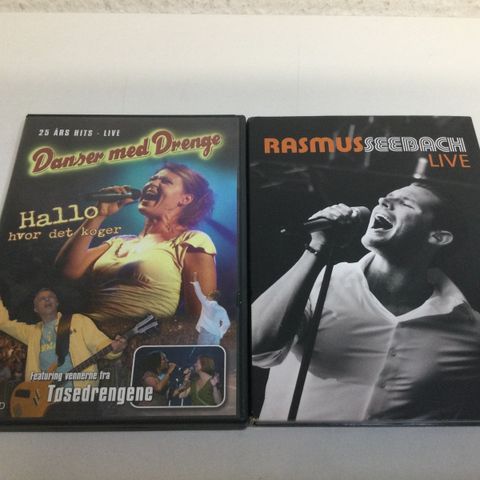 25 ÅRS HITS - LIVE
Danser med Drenge
Hallo
hvor det koger
Featuring vennerne fra
Tøsedrengene
RASMUSSEEBACH
LIVE